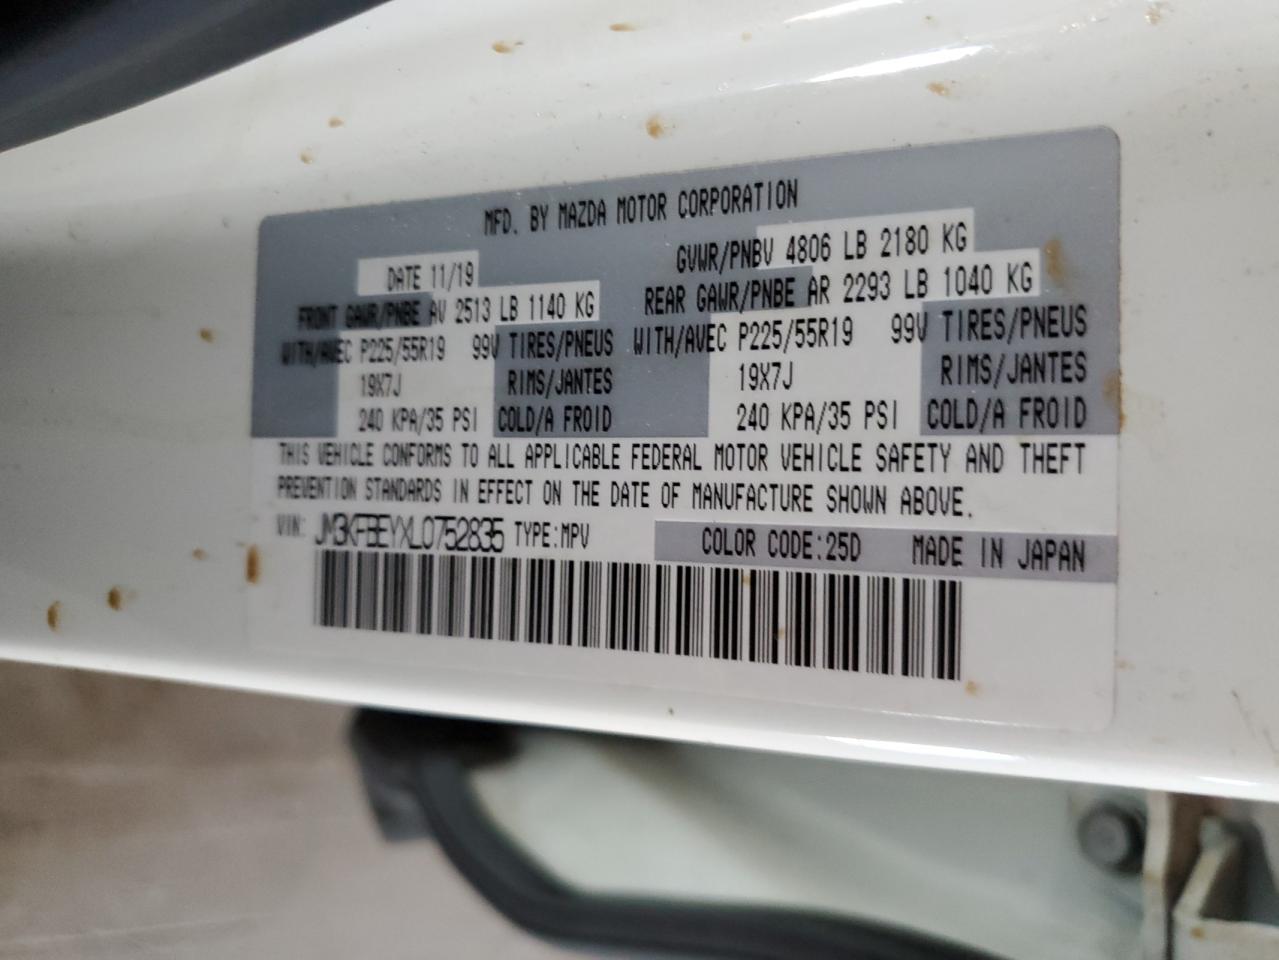 MFD. BY MAZDA MOTOR CORPORATION
DATE 11/19 GVWR/PNBV 4806 LB 2180 KG
FRONT GAWR/PNBE AV 2513 LB 1140 KG REAR GAWR/PNBE AR 2293 LB 1040 KG
WITH/AVEC P225/55R19 99V TIRES/PNEUS WITH/AVEC P225/55R19 99V TIRES/PNEUS
19X7J RIMS/JANTES 19X7J RIMS/JANTES
240 KPA/35 PSI COLD/A FROID 240 KPA/35 PSI COLD/A FROID
THIS VEHICLE CONFORMS TO ALL APPLICABLE FEDERAL MOTOR VEHICLE SAFETY AND THEFT
PREVENTION STANDARDS IN EFFECT ON THE DATE OF MANUFACTURE SHOWN ABOVE.
VIN: JM3KFBEYXL0752835 TYPE:MPV COLOR CODE:25D MADE IN JAPAN